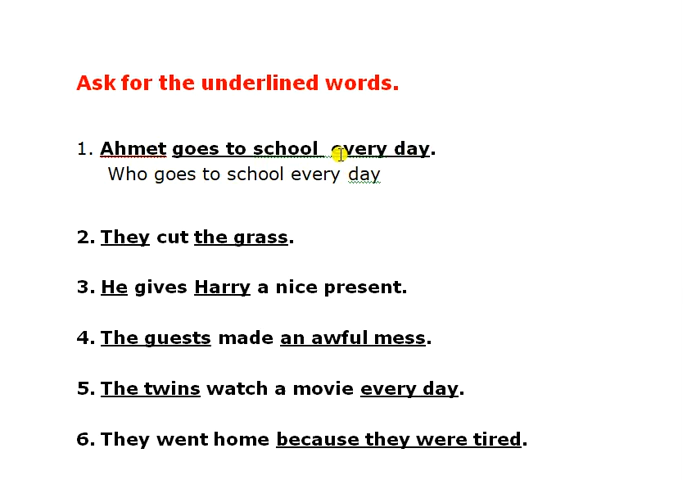 Ask for the underlined words.
1. Ahmet goes to school every day.
Who goes to school every day
2. They cut the grass.
3. He gives Harry a nice present.
4. The guests made an awful mess.
5. The twins watch a movie every day.
6. They went home because they were tired.